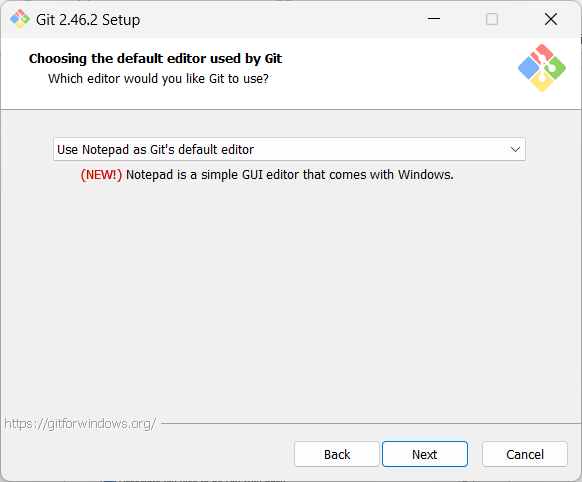 Git 2.46.2 Setup
Choosing the default editor used by Git
Which editor would you like Git to use?
Use Notepad as Git's default editor
(NEW!) Notepad is a simple GUI editor that comes with Windows.
https://gitforwindows.org/
Back
Next
Cancel